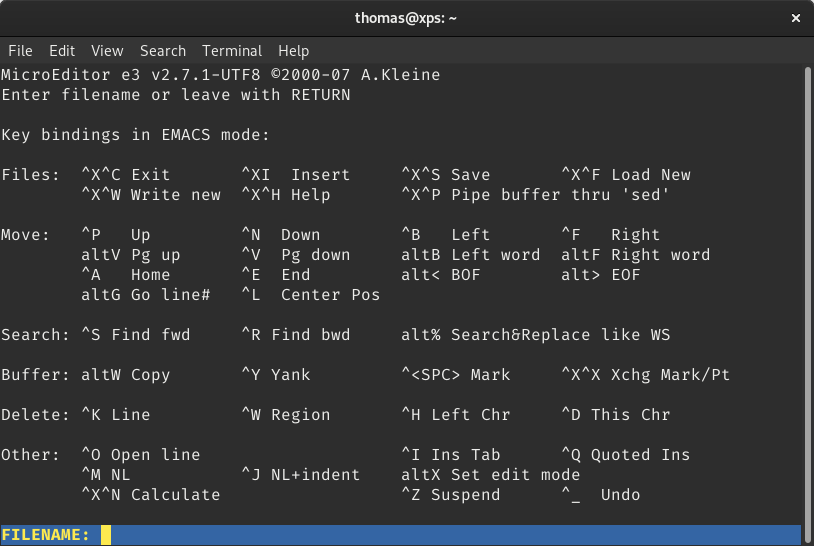 thomas@xps: ~
File Edit View Search Terminal Help
MicroEditor e3 v2.7.1-UTF8 ©2000-07 A.Kleine
Enter filename or leave with RETURN
Key bindings in EMACS mode:
Files:  ^X^C Exit       ^XI  Insert     ^X^S Save       ^X^F Load New
        ^X^W Write new  ^X^H Help       ^X^P Pipe buffer thru 'sed'
Move:   ^P   Up         ^N  Down        ^B   Left       ^F   Right
        altV Pg up      ^V  Pg down     altB Left word  altF Right word
        ^A   Home       ^E  End         alt< BOF        alt> EOF
        altG Go line#   ^L  Center Pos
Search: ^S Find fwd     ^R Find bwd     alt% Search&Replace like WS
Buffer: altW Copy       ^Y Yank         ^<SPC> Mark     ^X^X Xchg Mark/Pt
Delete: ^K Line         ^W Region       ^H Left Chr     ^D This Chr
Other:  ^O Open line                    ^I Ins Tab      ^Q Quoted Ins
        ^M NL           ^J NL+indent    altX Set edit mode
        ^X^N Calculate                  ^Z Suspend      ^_  Undo
FILENAME: